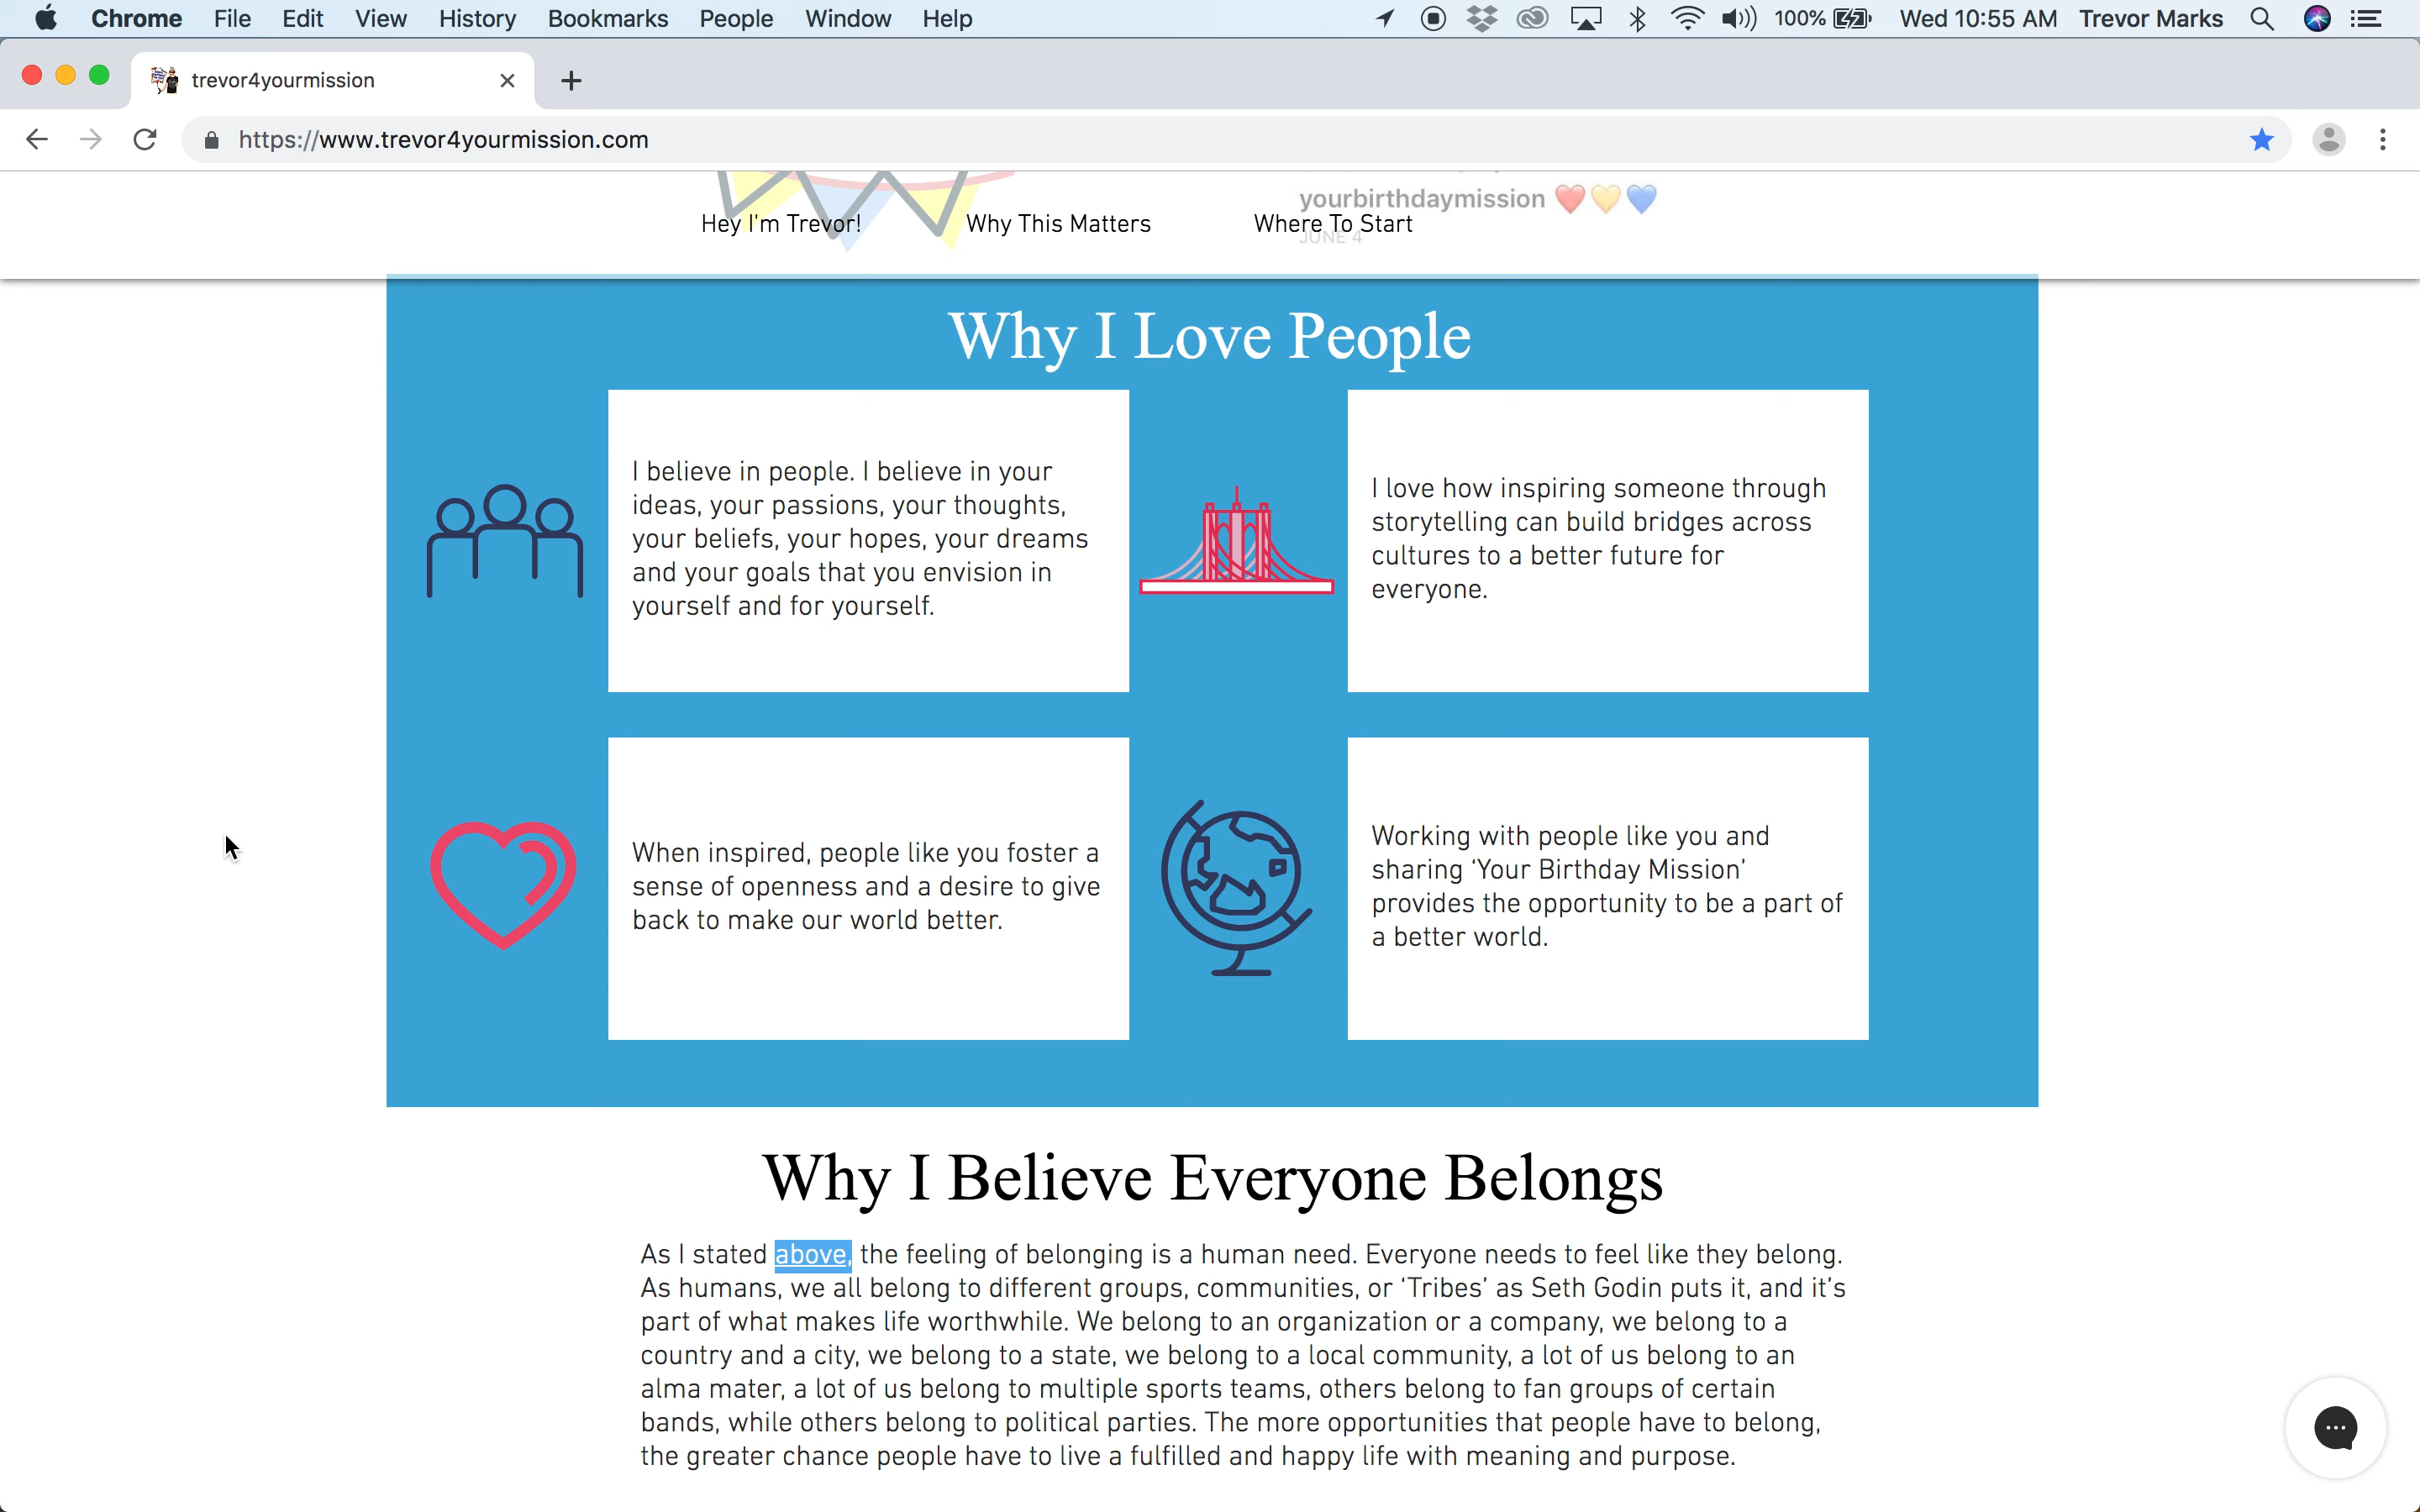 Chrome File Edit View History Bookmarks People Window Help 100% Wed 10:55 AM Trevor Marks
trevor4yourmission
https://www.trevor4yourmission.com
yourbirthdaymission ❤️💛💙
Hey I'm Trevor! Why This Matters Where To Start
JUNE 4
Why I Love People
I believe in people. I believe in your
ideas, your passions, your thoughts,
your beliefs, your hopes, your dreams
and your goals that you envision in
yourself and for yourself.
I love how inspiring someone through
storytelling can build bridges across
cultures to a better future for
everyone.
When inspired, people like you foster a
sense of openness and a desire to give
back to make our world better.
Working with people like you and
sharing ‘Your Birthday Mission’
provides the opportunity to be a part of
a better world.
Why I Believe Everyone Belongs
As I stated above, the feeling of belonging is a human need. Everyone needs to feel like they belong.
As humans, we all belong to different groups, communities, or ‘Tribes’ as Seth Godin puts it, and it’s
part of what makes life worthwhile. We belong to an organization or a company, we belong to a
country and a city, we belong to a state, we belong to a local community, a lot of us belong to an
alma mater, a lot of us belong to multiple sports teams, others belong to fan groups of certain
bands, while others belong to political parties. The more opportunities that people have to belong,
the greater chance people have to live a fulfilled and happy life with meaning and purpose.